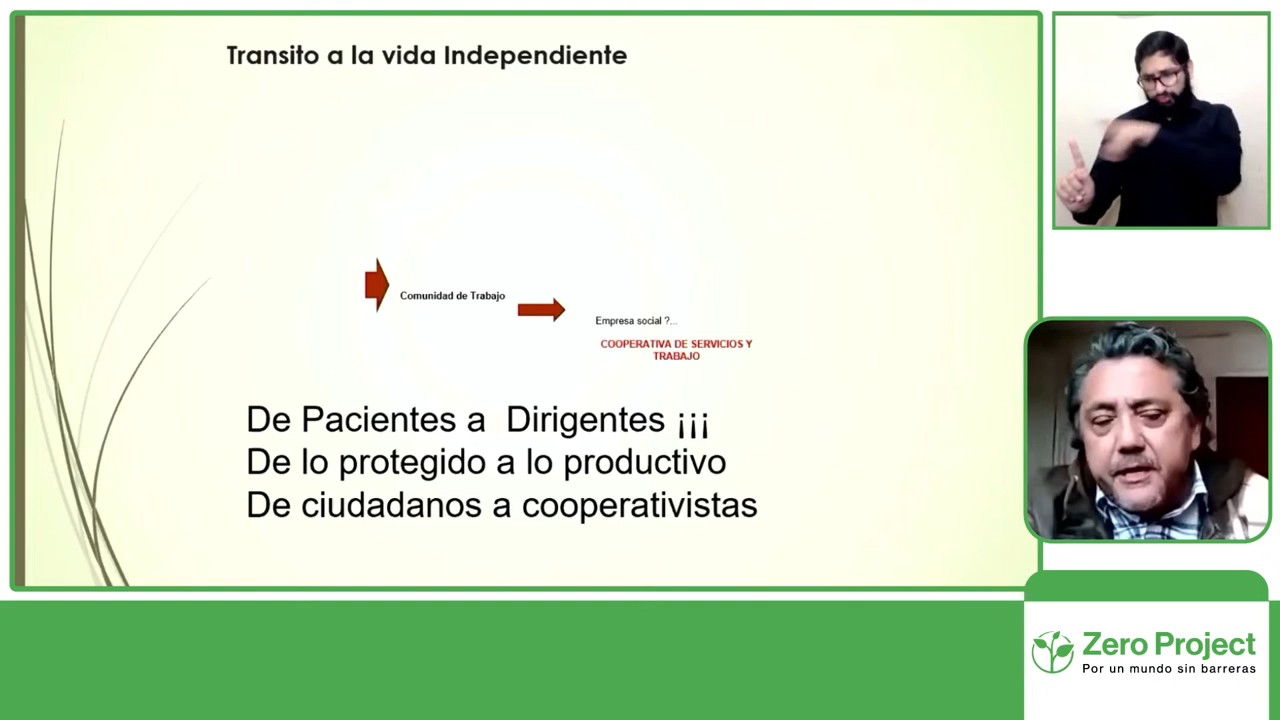 Transito a la vida Independiente
Comunidad de Trabajo
Empresa social ?...
COOPERATIVA DE SERVICIOS Y
TRABAJO
De Pacientes a Dirigentes ¡¡¡
De lo protegido a lo productivo
De ciudadanos a cooperativistas
Zero Project
Por un mundo sin barreras